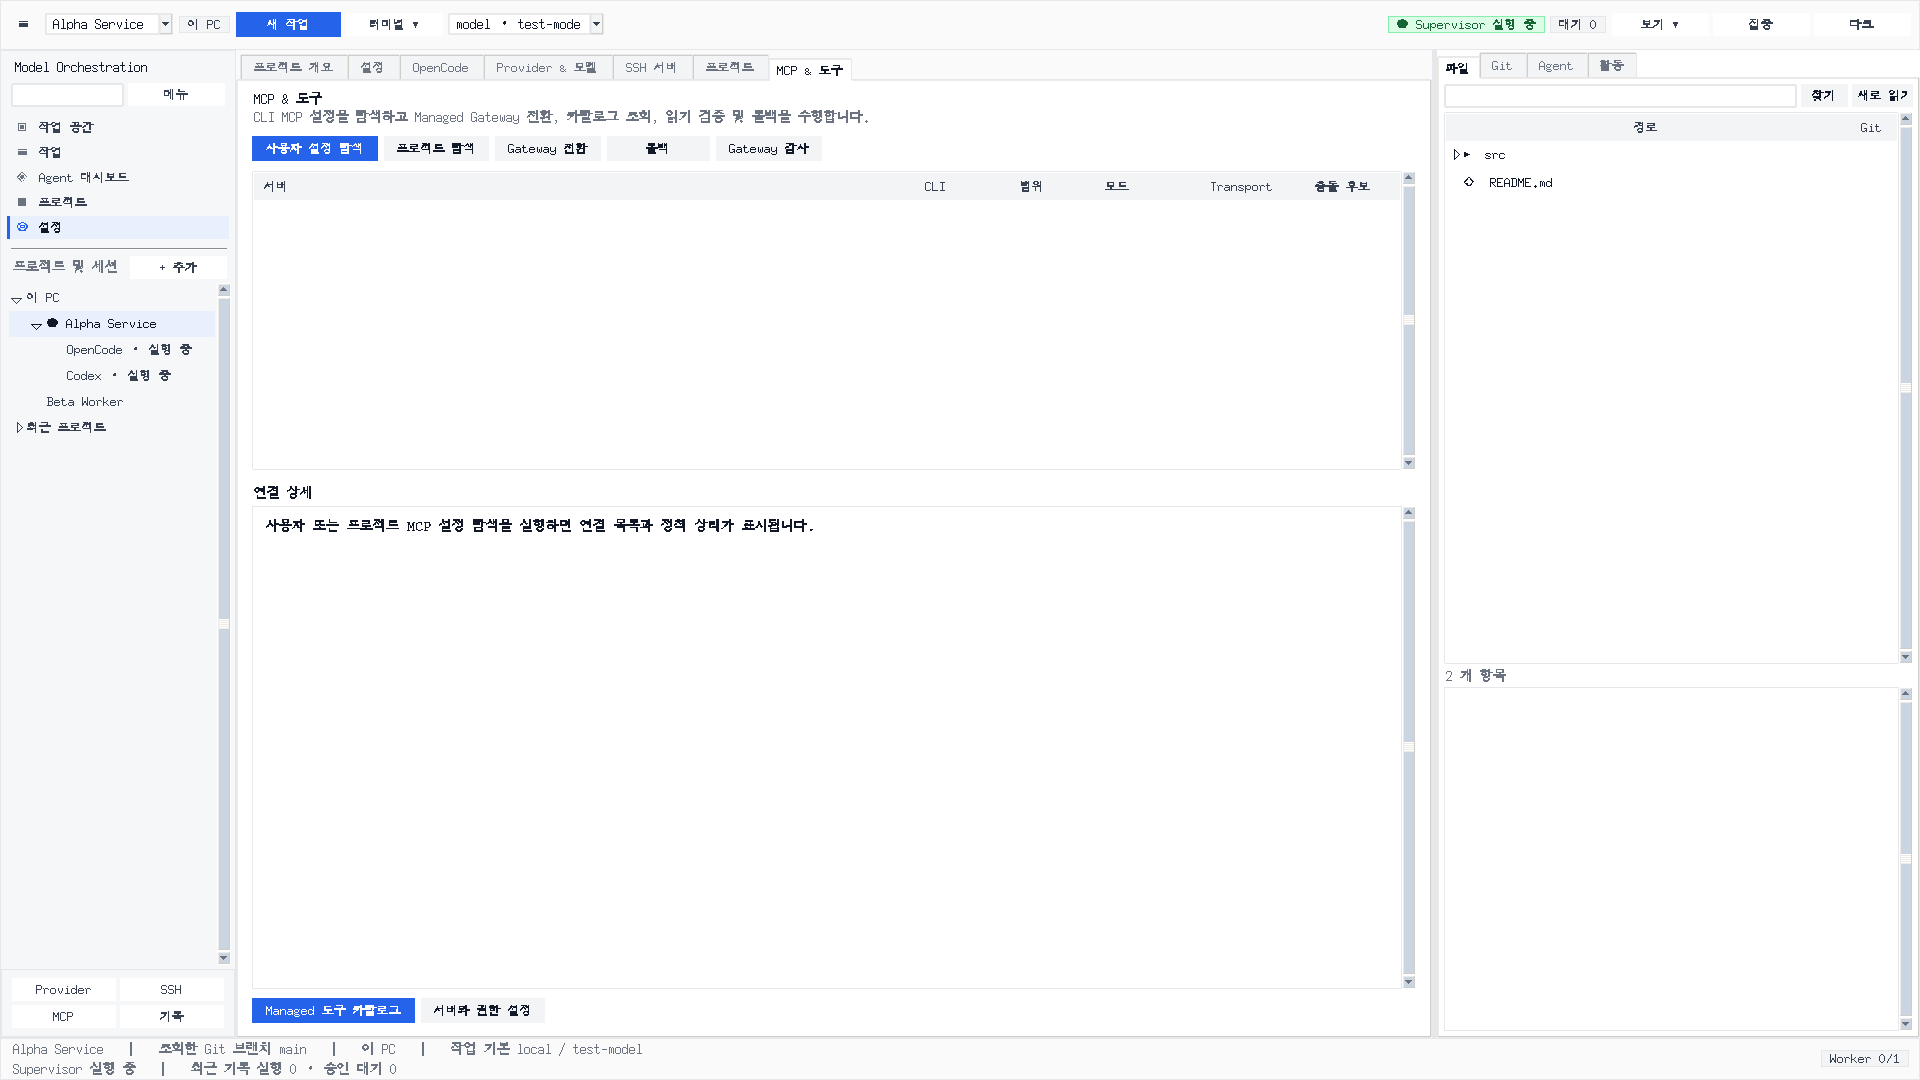 ≡ Alpha Service 이 PC 새 작업 터미널 ▾ model · test-mode
Supervisor 실행 중 대기 0 보기 ▾ 집중 다크
Model Orchestration
메뉴
작업 공간
작업
Agent 대시보드
프로젝트
설정
프로젝트 및 세션 + 추가
이 PC
Alpha Service
OpenCode · 실행 중
Codex · 실행 중
Beta Worker
최근 프로젝트
Provider SSH
MCP 기록
프로젝트 개요 설정 OpenCode Provider & 모델 SSH 서버 프로젝트 MCP & 도구
MCP & 도구
CLI MCP 설정을 탐색하고 Managed Gateway 전환, 카탈로그 조회, 읽기 검증 및 롤백을 수행합니다.
사용자 설정 탐색 프로젝트 탐색 Gateway 전환 롤백 Gateway 감사
서버 CLI 범위 모드 Transport 충돌 후보
연결 상세
사용자 또는 프로젝트 MCP 설정 탐색을 실행하면 연결 목록과 정책 상태가 표시됩니다.
Managed 도구 카탈로그 서버와 권한 설정
파일 Git Agent 활동
찾기 새로 읽기
경로 Git
src
README.md
2 개 항목
Alpha Service | 조회한 Git 브랜치 main | 이 PC | 작업 기본 local / test-model
Supervisor 실행 중 | 최근 기록 실행 0 · 승인 대기 0
Worker 0/1